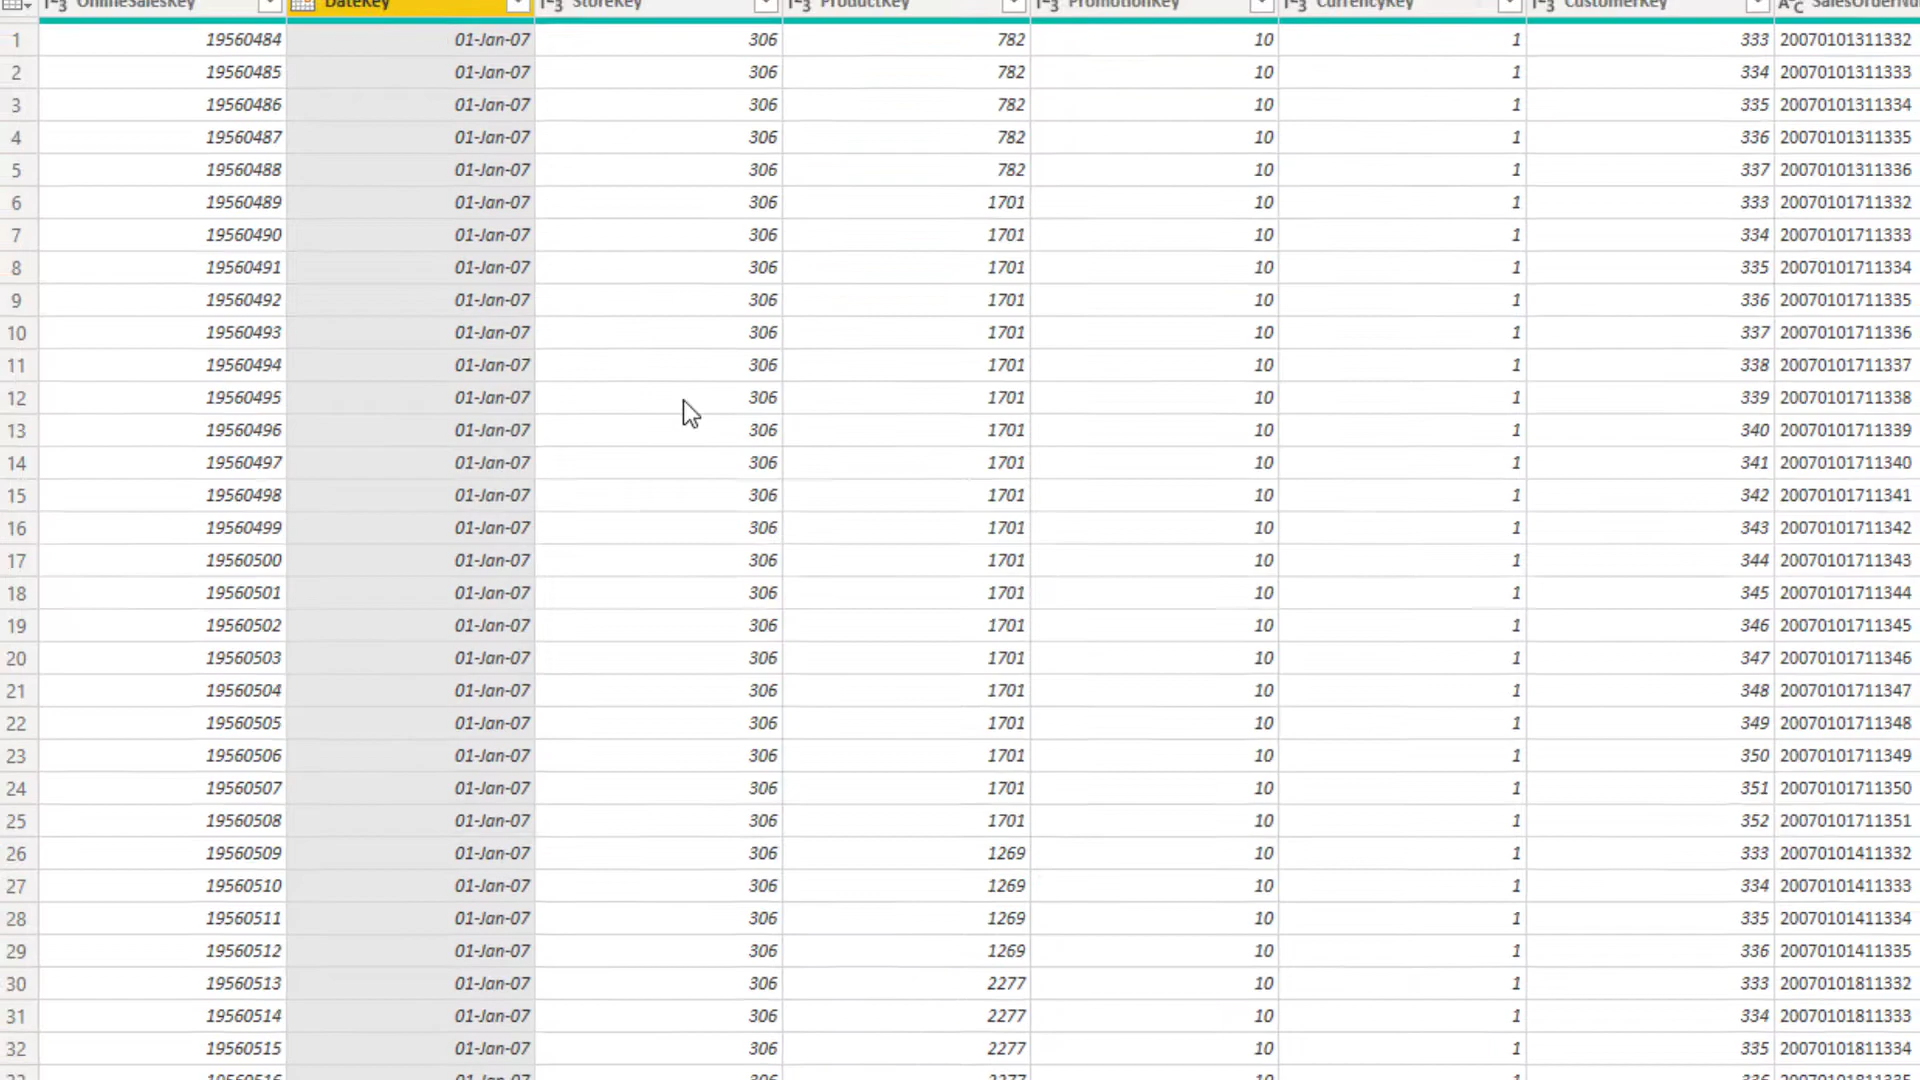 OnlineSalesKey DateKey StoreKey ProductKey PromotionKey CurrencyKey CustomerKey
1 19560484 01-Jan-07 306 782 10 1 333 20070101311332
2 19560485 01-Jan-07 306 782 10 1 334 20070101311333
3 19560486 01-Jan-07 306 782 10 1 335 20070101311334
4 19560487 01-Jan-07 306 782 10 1 336 20070101311335
5 19560488 01-Jan-07 306 782 10 1 337 20070101311336
6 19560489 01-Jan-07 306 1701 10 1 333 20070101711332
7 19560490 01-Jan-07 306 1701 10 1 334 20070101711333
8 19560491 01-Jan-07 306 1701 10 1 335 20070101711334
9 19560492 01-Jan-07 306 1701 10 1 336 20070101711335
10 19560493 01-Jan-07 306 1701 10 1 337 20070101711336
11 19560494 01-Jan-07 306 1701 10 1 338 20070101711337
12 19560495 01-Jan-07 306 1701 10 1 339 20070101711338
13 19560496 01-Jan-07 306 1701 10 1 340 20070101711339
14 19560497 01-Jan-07 306 1701 10 1 341 20070101711340
15 19560498 01-Jan-07 306 1701 10 1 342 20070101711341
16 19560499 01-Jan-07 306 1701 10 1 343 20070101711342
17 19560500 01-Jan-07 306 1701 10 1 344 20070101711343
18 19560501 01-Jan-07 306 1701 10 1 345 20070101711344
19 19560502 01-Jan-07 306 1701 10 1 346 20070101711345
20 19560503 01-Jan-07 306 1701 10 1 347 20070101711346
21 19560504 01-Jan-07 306 1701 10 1 348 20070101711347
22 19560505 01-Jan-07 306 1701 10 1 349 20070101711348
23 19560506 01-Jan-07 306 1701 10 1 350 20070101711349
24 19560507 01-Jan-07 306 1701 10 1 351 20070101711350
25 19560508 01-Jan-07 306 1701 10 1 352 20070101711351
26 19560509 01-Jan-07 306 1269 10 1 333 20070101411332
27 19560510 01-Jan-07 306 1269 10 1 334 20070101411333
28 19560511 01-Jan-07 306 1269 10 1 335 20070101411334
29 19560512 01-Jan-07 306 1269 10 1 336 20070101411335
30 19560513 01-Jan-07 306 2277 10 1 333 20070101811332
31 19560514 01-Jan-07 306 2277 10 1 334 20070101811333
32 19560515 01-Jan-07 306 2277 10 1 335 20070101811334